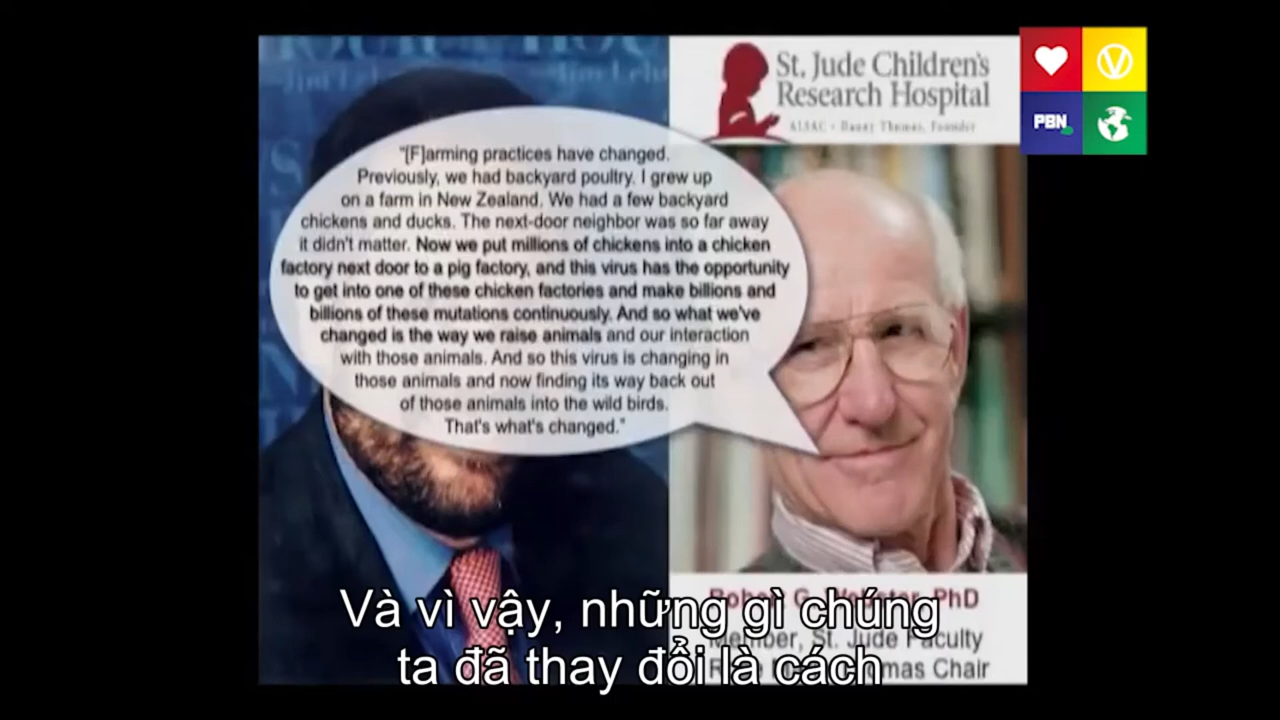 St. Jude Children's
Research Hospital
ALSAC • Danny Thomas, Founder
PBN
"[F]arming practices have changed.
Previously, we had backyard poultry. I grew up
on a farm in New Zealand. We had a few backyard
chickens and ducks. The next-door neighbor was so far away
it didn't matter. Now we put millions of chickens into a chicken
factory next door to a pig factory, and this virus has the opportunity
to get into one of these chicken factories and make billions and
billions of these mutations continuously. And so what we've
changed is the way we raise animals and our interaction
with those animals. And so this virus is changing in
those animals and now finding its way back out
of those animals into the wild birds.
That's what's changed."
PhD
Member, St. Jude Faculty
Chair
Và vì vậy, những gì chúng
ta đã thay đổi là cách